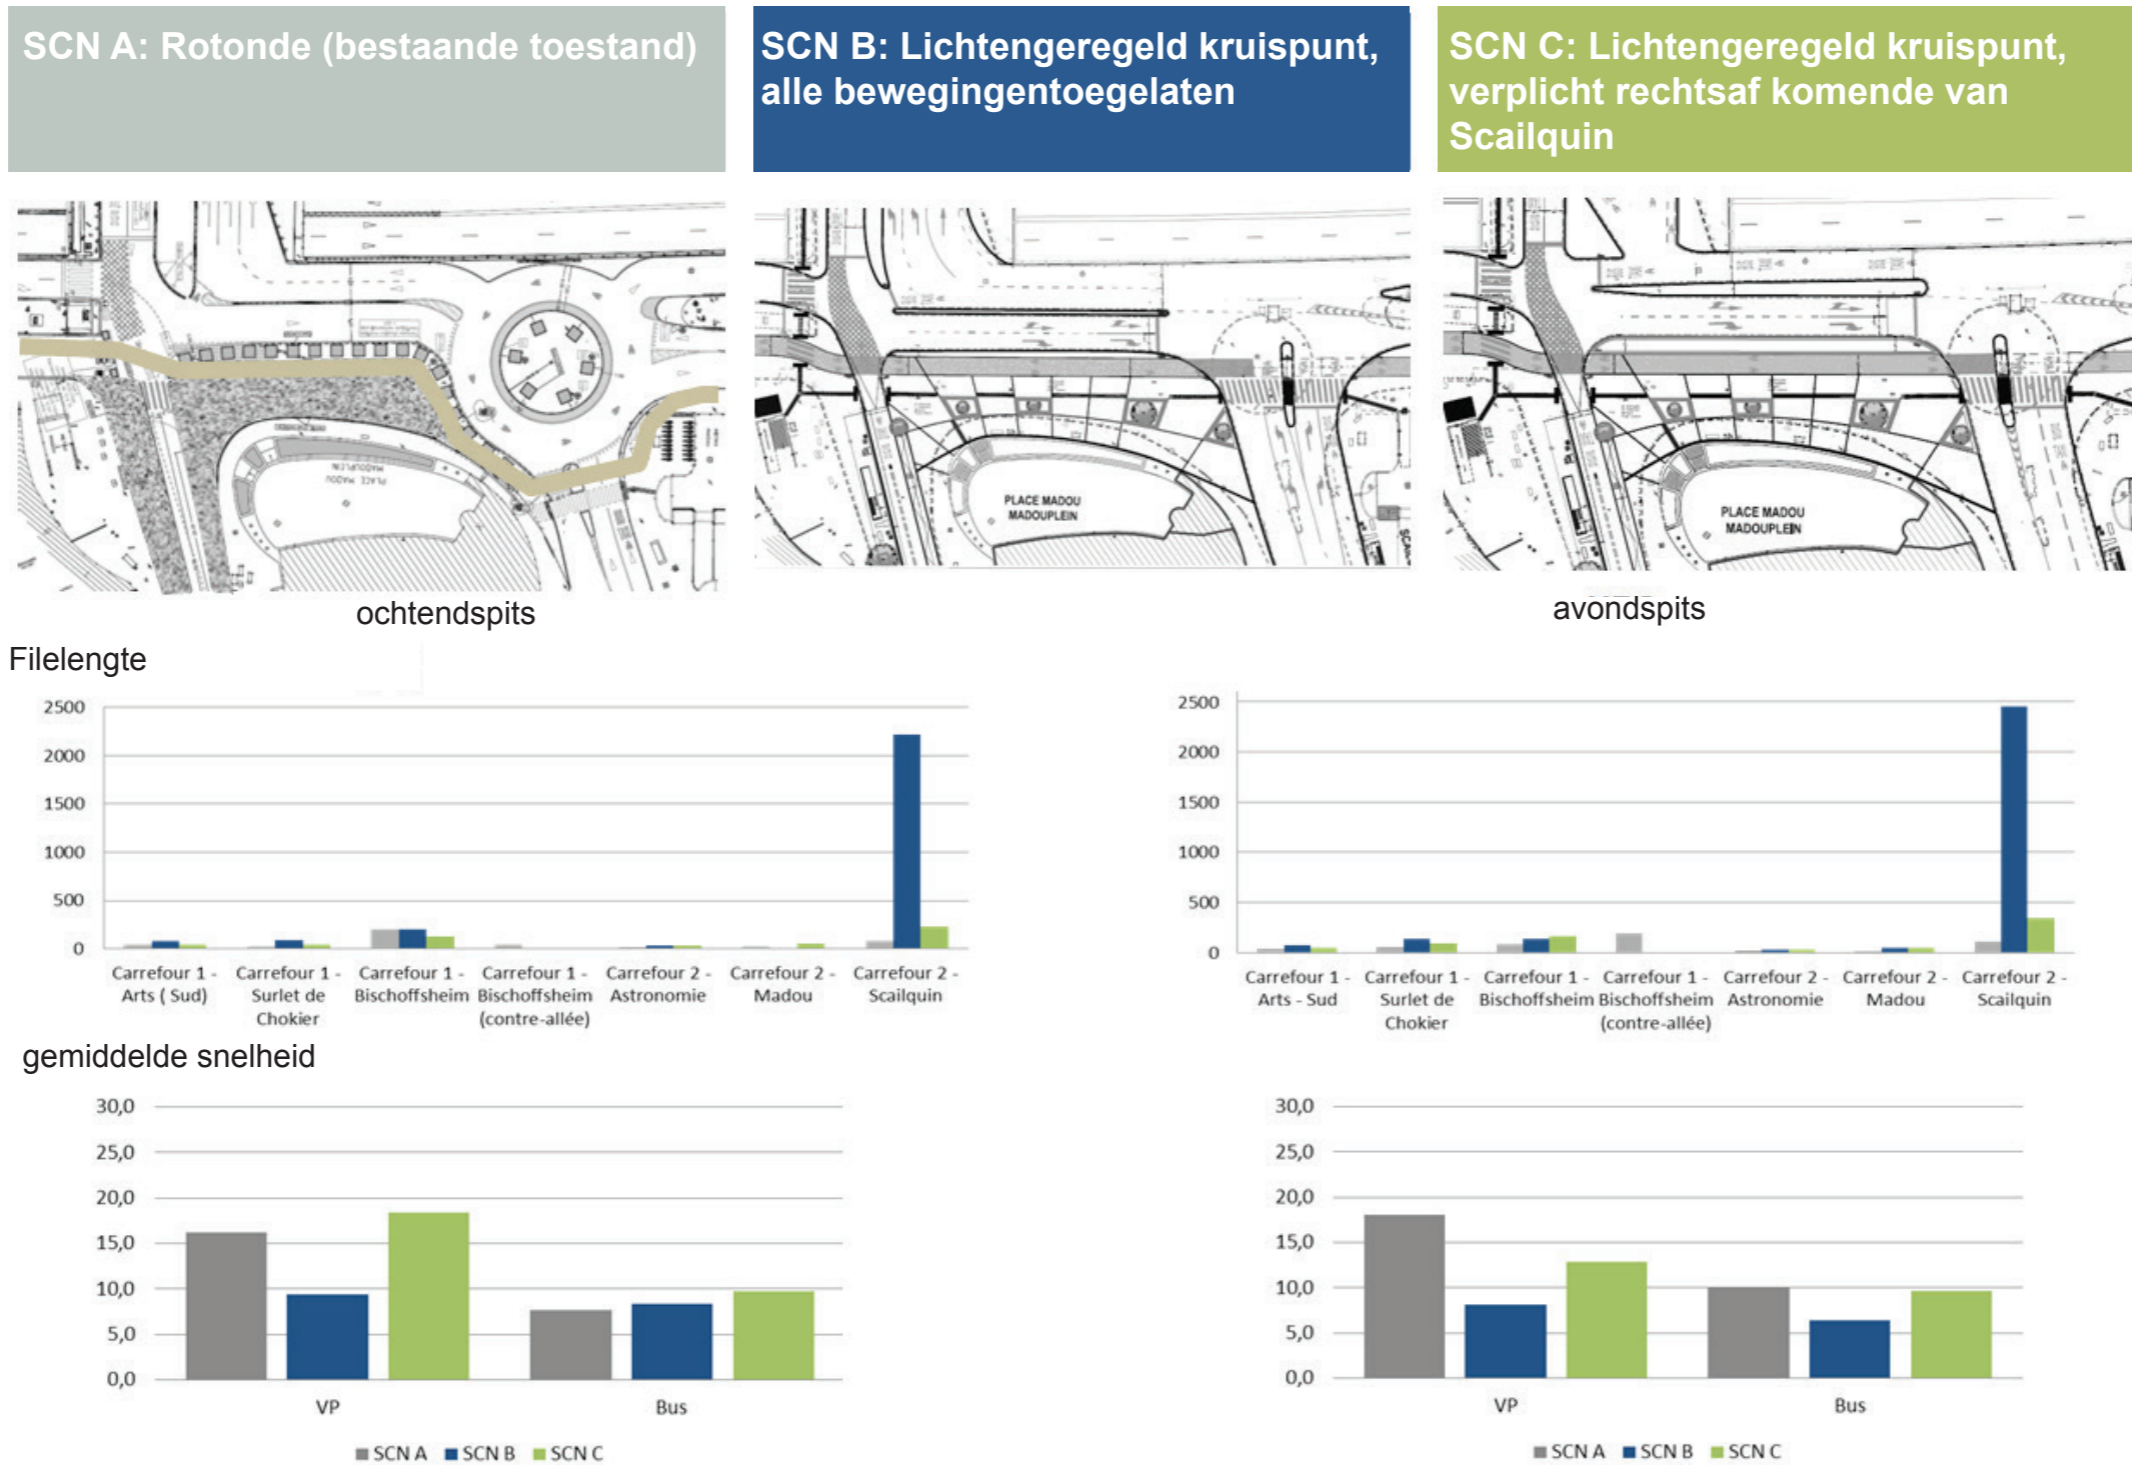 SCN A: Rotonde (bestaande toestand)
SCN B: Lichtengeregeld kruispunt,
alle bewegingentoegelaten
SCN C: Lichtengeregeld kruispunt,
verplicht rechtsaf komende van
Scailquin
PLACE MADOU
MADOUPLEIN
PLACE MADOU
MADOUPLEIN
PLACE MADOU
MADOUPLEIN
ochtendspits
avondspits
Filelengte
2500
2000
1500
1000
500
0
Carrefour 1 -
Arts ( Sud)
Carrefour 1 -
Surlet de
Chokier
Carrefour 1 -
Bischoffsheim
Carrefour 1 -
Bischoffsheim
(contre-allée)
Carrefour 2 -
Astronomie
Carrefour 2 -
Madou
Carrefour 2 -
Scailquin
2500
2000
1500
1000
500
0
Carrefour 1 -
Arts - Sud
Carrefour 1 -
Surlet de
Chokier
Carrefour 1 -
Bischoffsheim
Carrefour 1 -
Bischoffsheim
(contre-allée)
Carrefour 2 -
Astronomie
Carrefour 2 -
Madou
Carrefour 2 -
Scailquin
gemiddelde snelheid
30,0
25,0
20,0
15,0
10,0
5,0
0,0
VP
Bus
SCN A
SCN B
SCN C
30,0
25,0
20,0
15,0
10,0
5,0
0,0
VP
Bus
SCN A
SCN B
SCN C